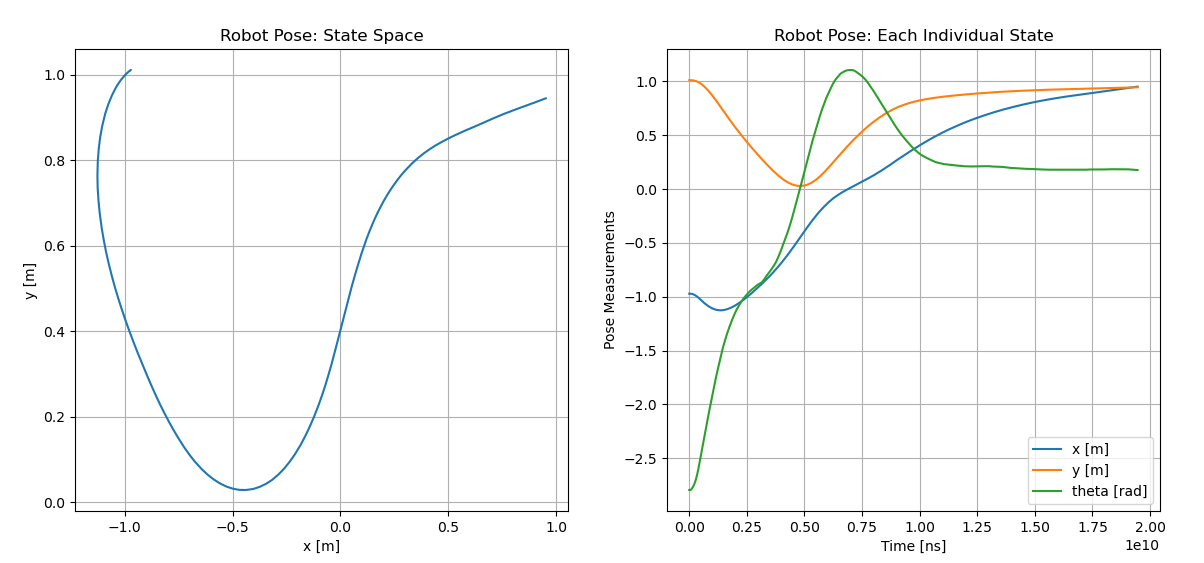 Robot Pose: State Space
1.0
0.8
0.6
0.4
0.2
0.0
y [m]
−1.0 −0.5 0.0 0.5 1.0
x [m]
Robot Pose: Each Individual State
1.0
0.5
0.0
−0.5
−1.0
−1.5
−2.0
−2.5
Pose Measurements
x [m]
y [m]
theta [rad]
0.00 0.25 0.50 0.75 1.00 1.25 1.50 1.75 2.00
1e10
Time [ns]